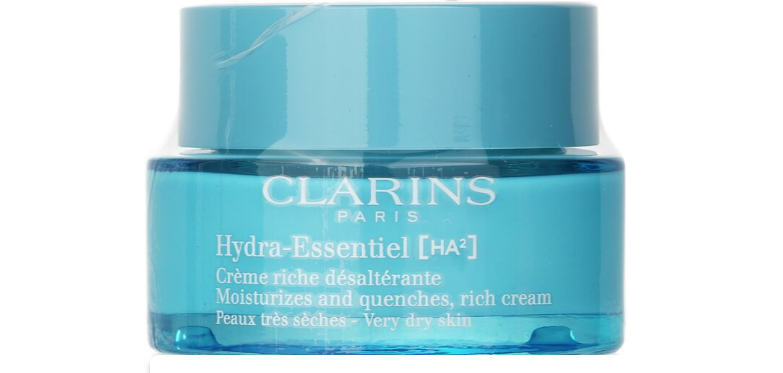 CLARINS
PARIS
Hydra-Essentiel [HA²]
Crème riche désaltérante
Moisturizes and quenches, rich cream
Peaux très sèches - Very dry skin